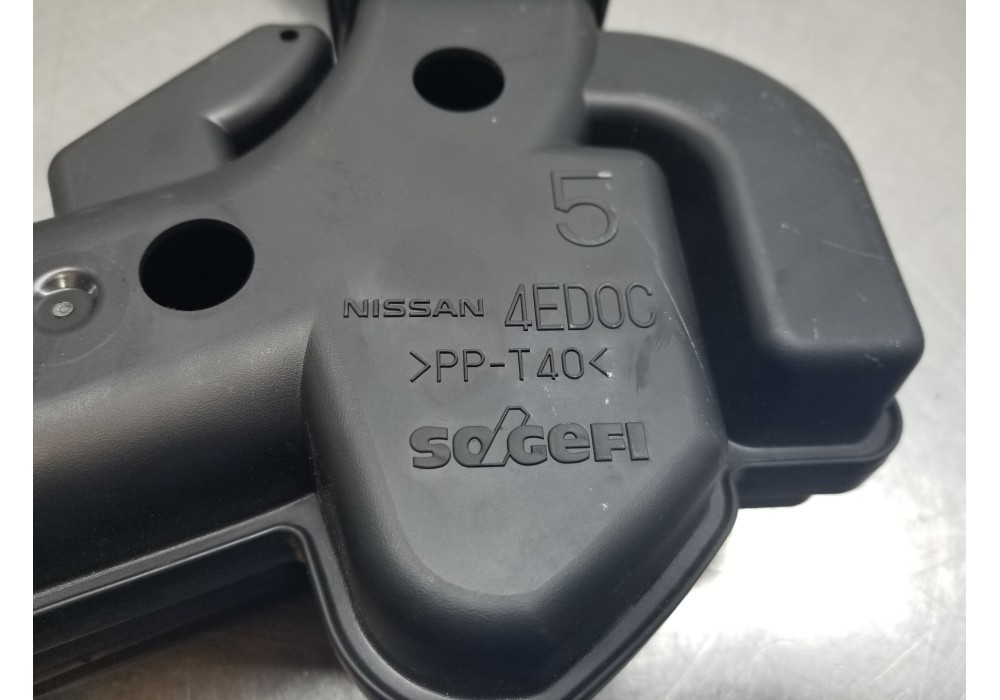 5
NISSAN 4ED0C
>PP-T40<
SOGEFI